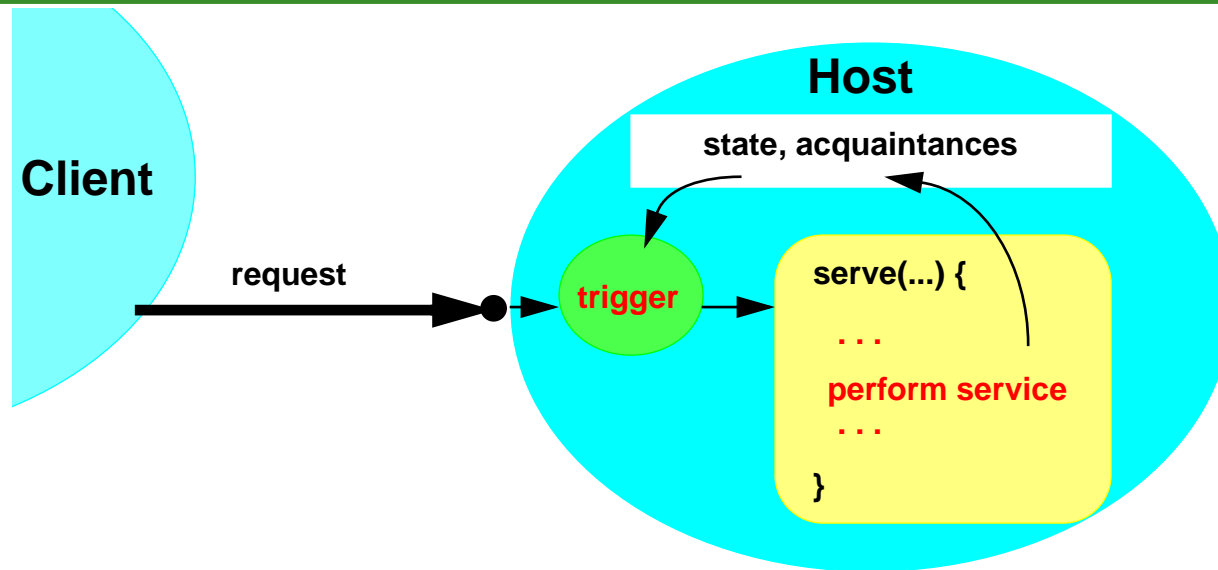 Host
state, acquaintances
Client
request
trigger
serve(...) {
. . .
perform service
. . .
}